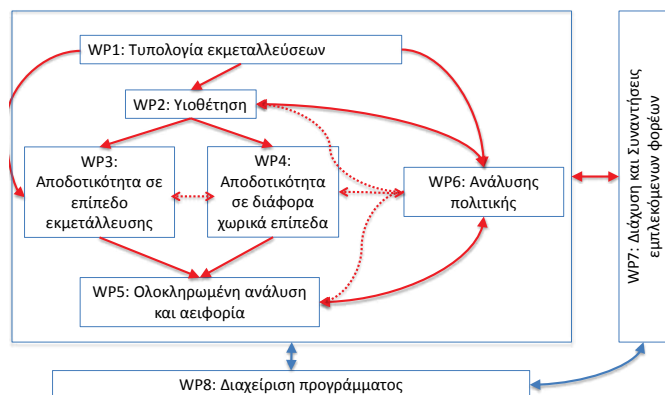 WP1: Τυπολογία εκμεταλλεύσεων
WP2: Υιοθέτηση
WP3:
Αποδοτικότητα σε
επίπεδο
εκμετάλλευσης
WP4:
Αποδοτικότητα
σε διάφορα
χωρικά επίπεδα
WP6: Ανάλυσης
πολιτικής
WP5: Ολοκληρωμένη ανάλυση
και αειφορία
WP7: Διάχυση και Συναντήσεις
εμπλεκόμενων φορέων
WP8: Διαχείριση προγράμματος